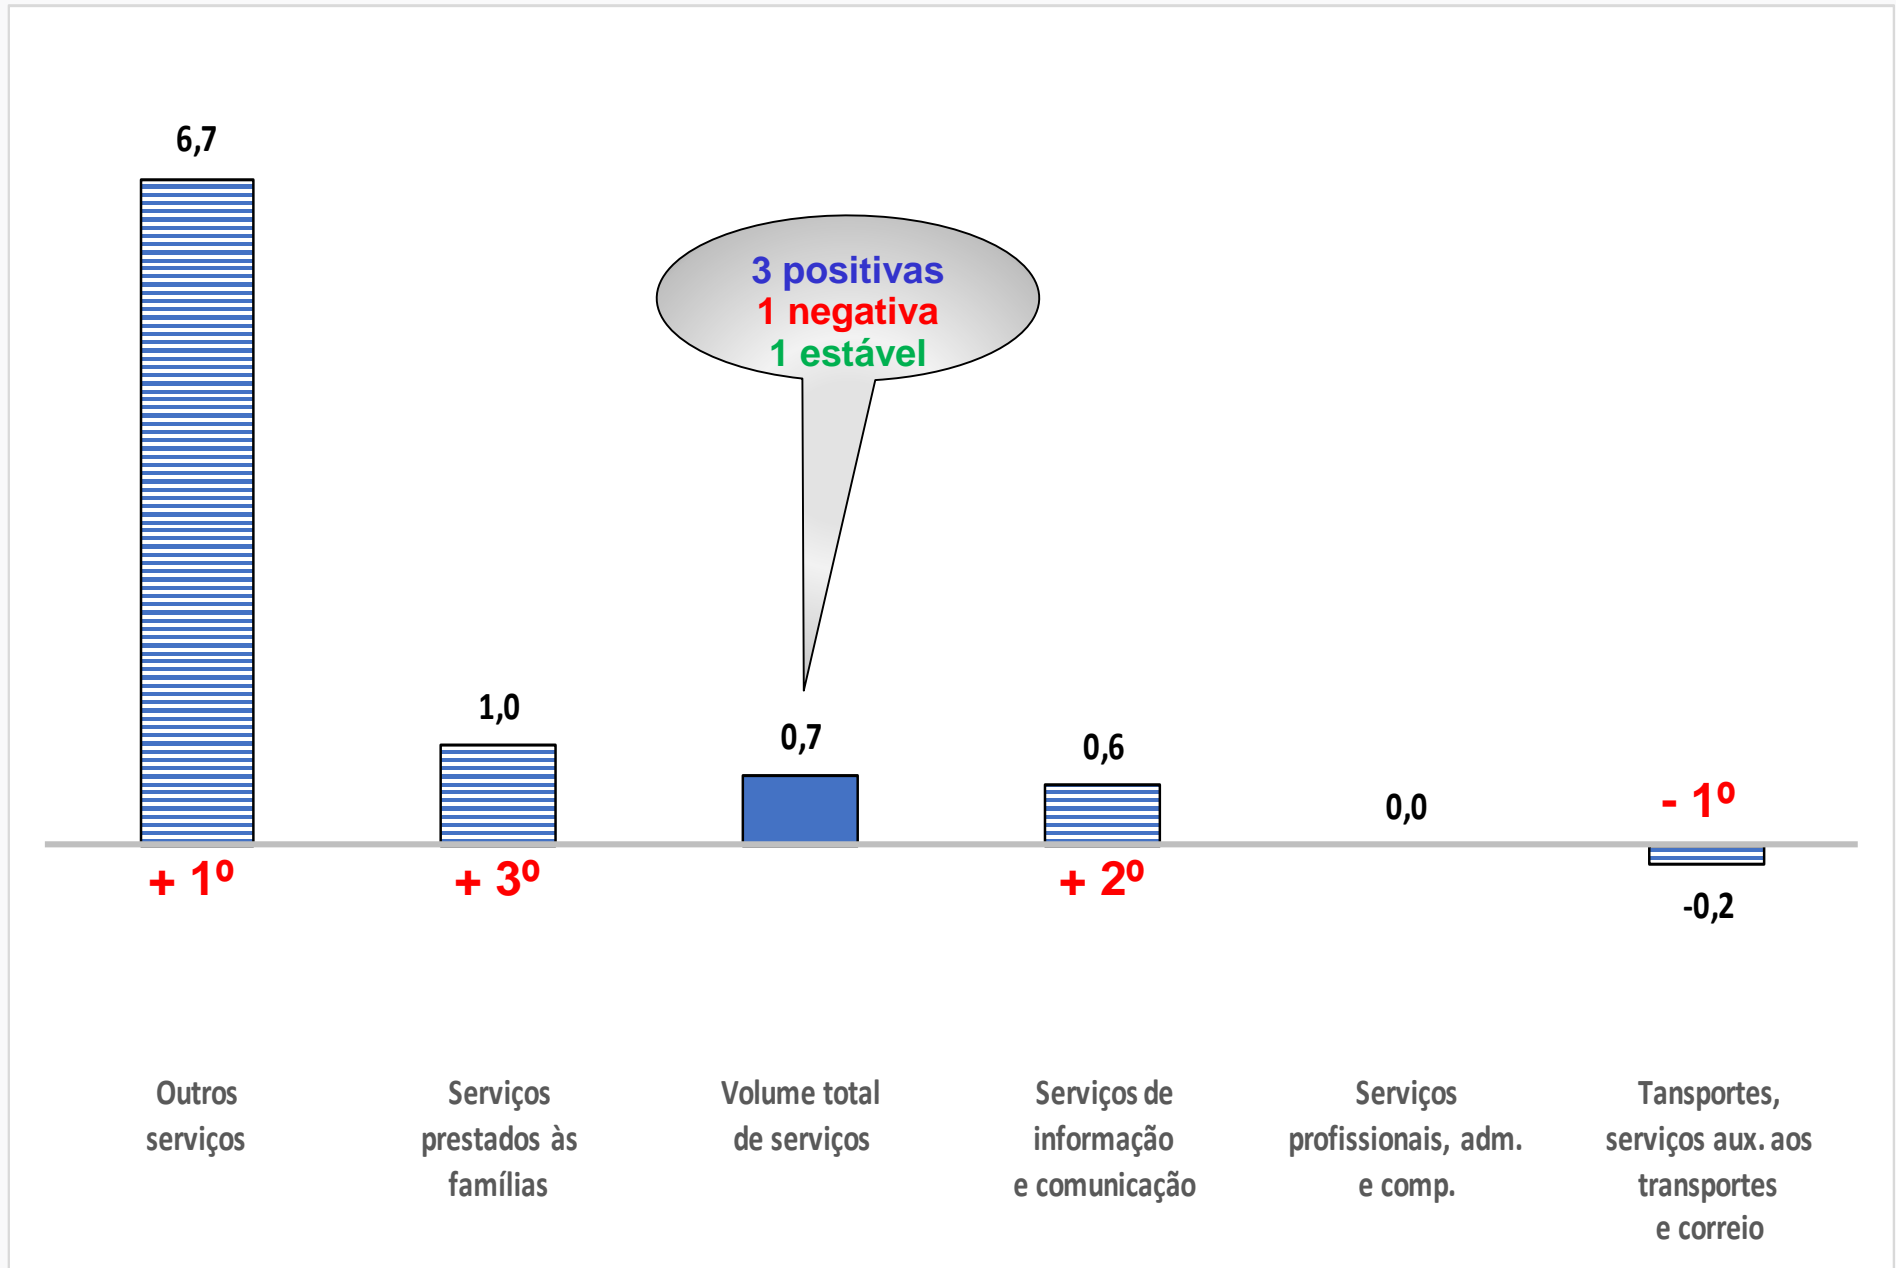 6,7
3 positivas
1 negativa
1 estável
1,0
0,7
0,6
0,0
- 1º
+ 1º
+ 3º
+ 2º
-0,2
Outros
serviços
Serviços
prestados às
famílias
Volume total
de serviços
Serviços de
informação
e comunicação
Serviços
profissionais, adm.
e comp.
Tansportes,
serviços aux. aos
transportes
e correio